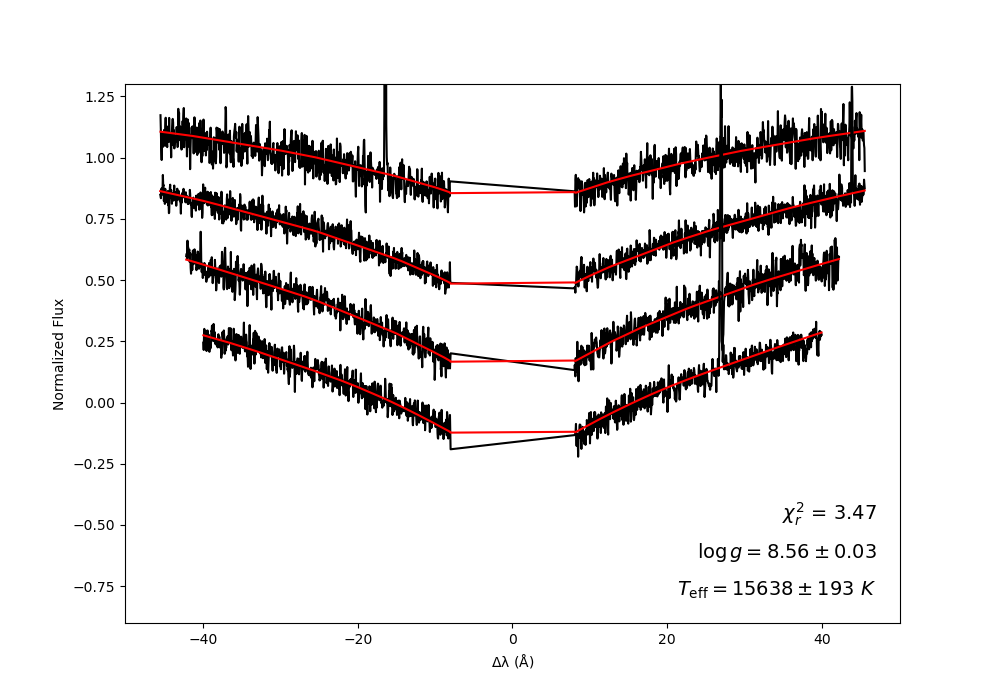 1.25
1.00
0.75
0.50
0.25
0.00
−0.25
−0.50
−0.75
Normalized Flux
χ²ᵣ = 3.47
log g = 8.56 ± 0.03
T_eff = 15638 ± 193 K
−40 −20 0 20 40
Δλ (Å)